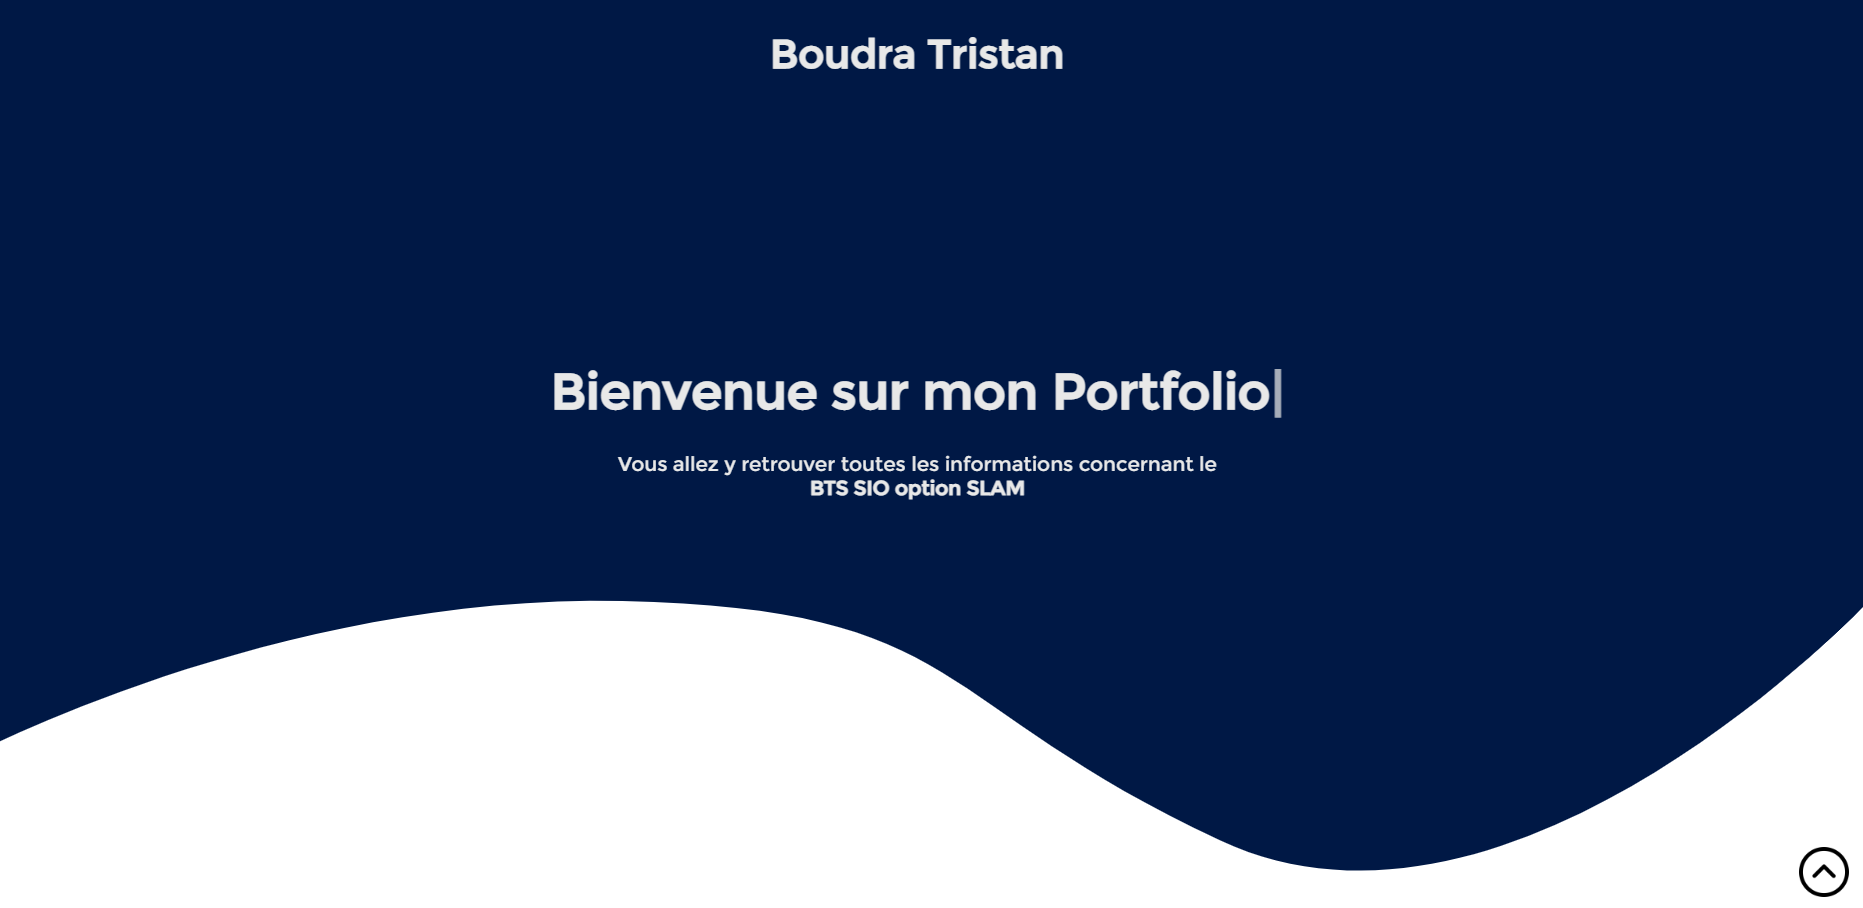 Boudra Tristan
Bienvenue sur mon Portfolio|
Vous allez y retrouver toutes les informations concernant le
BTS SIO option SLAM